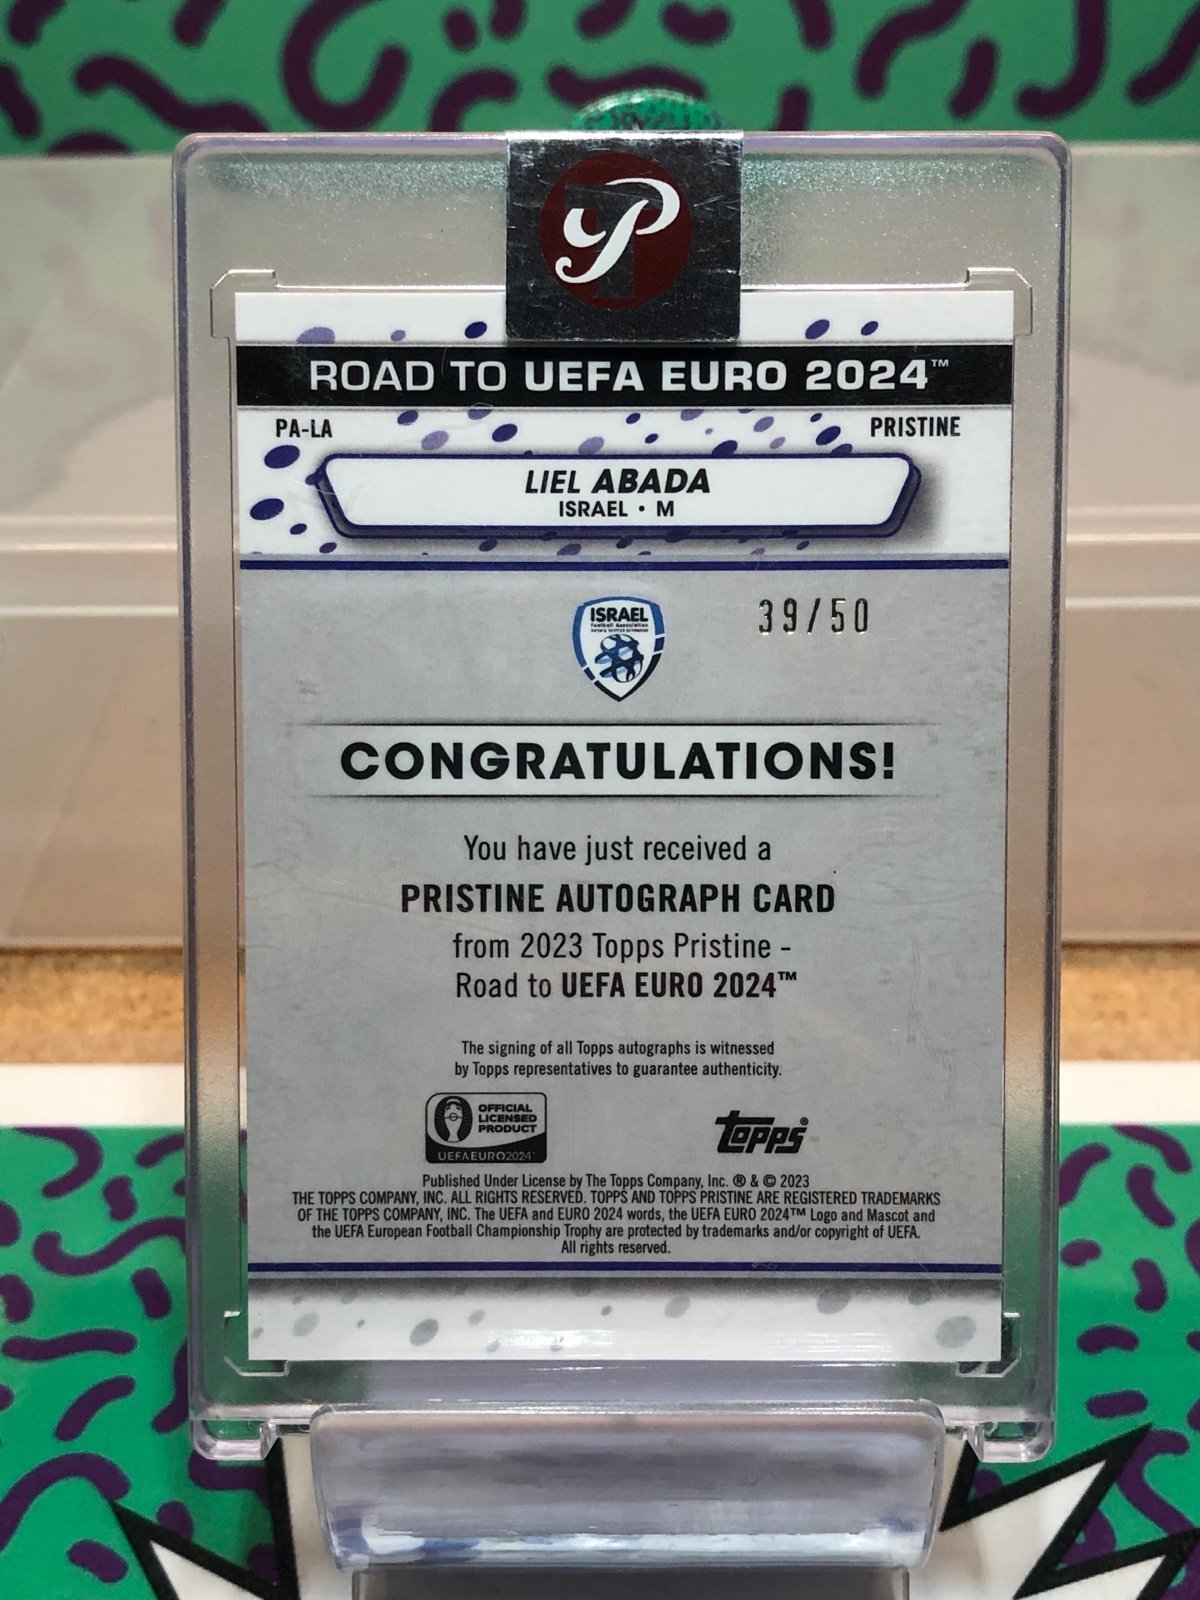 P
ROAD TO UEFA EURO 2024™
PA-LA
PRISTINE
LIEL ABADA
ISRAEL • M
ISRAEL
Football Association
39/50
CONGRATULATIONS!
You have just received a
PRISTINE AUTOGRAPH CARD
from 2023 Topps Pristine -
Road to UEFA EURO 2024™
The signing of all Topps autographs is witnessed
by Topps representatives to guarantee authenticity.
OFFICIAL
LICENSED
PRODUCT
UEFAEURO2024™
topps®
Published Under License by The Topps Company, Inc. ® & © 2023
THE TOPPS COMPANY, INC. ALL RIGHTS RESERVED. TOPPS AND TOPPS PRISTINE ARE REGISTERED TRADEMARKS
OF THE TOPPS COMPANY, INC. The UEFA and EURO 2024 words, the UEFA EURO 2024™ Logo and Mascot and
the UEFA European Football Championship Trophy are protected by trademarks and/or copyright of UEFA.
All rights reserved.